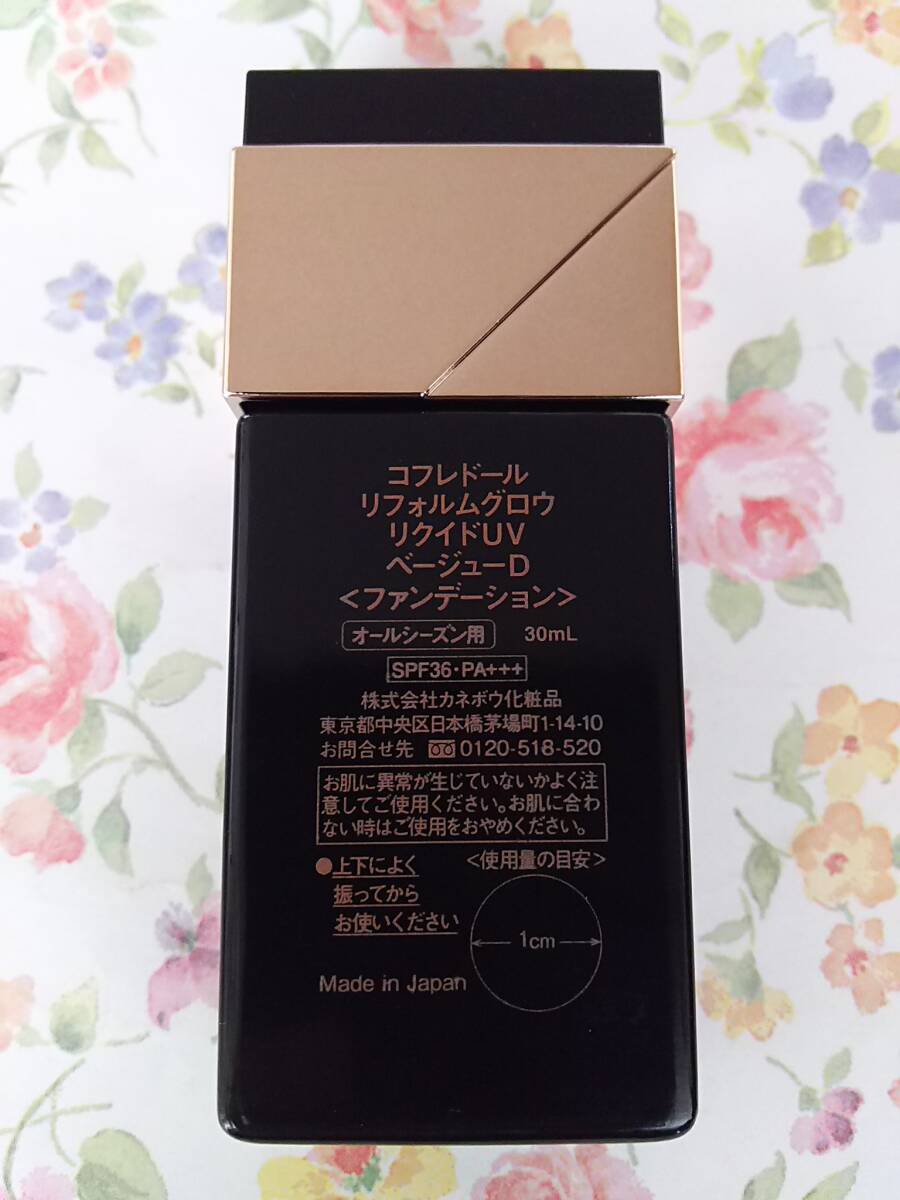 コフレドール
リフォルムグロウ
リクイドUV
ベージューD
<ファンデーション>
オールシーズン用 30mL
SPF36・PA+++
株式会社カネボウ化粧品
東京都中央区日本橋茅場町1-14-10
お問合せ先 0120-518-520
お肌に異常が生じていないかよく注
意してご使用ください。お肌に合わ
ない時はご使用をおやめください。
●上下によく
振ってから
お使いください
<使用量の目安>
1cm
Made in Japan